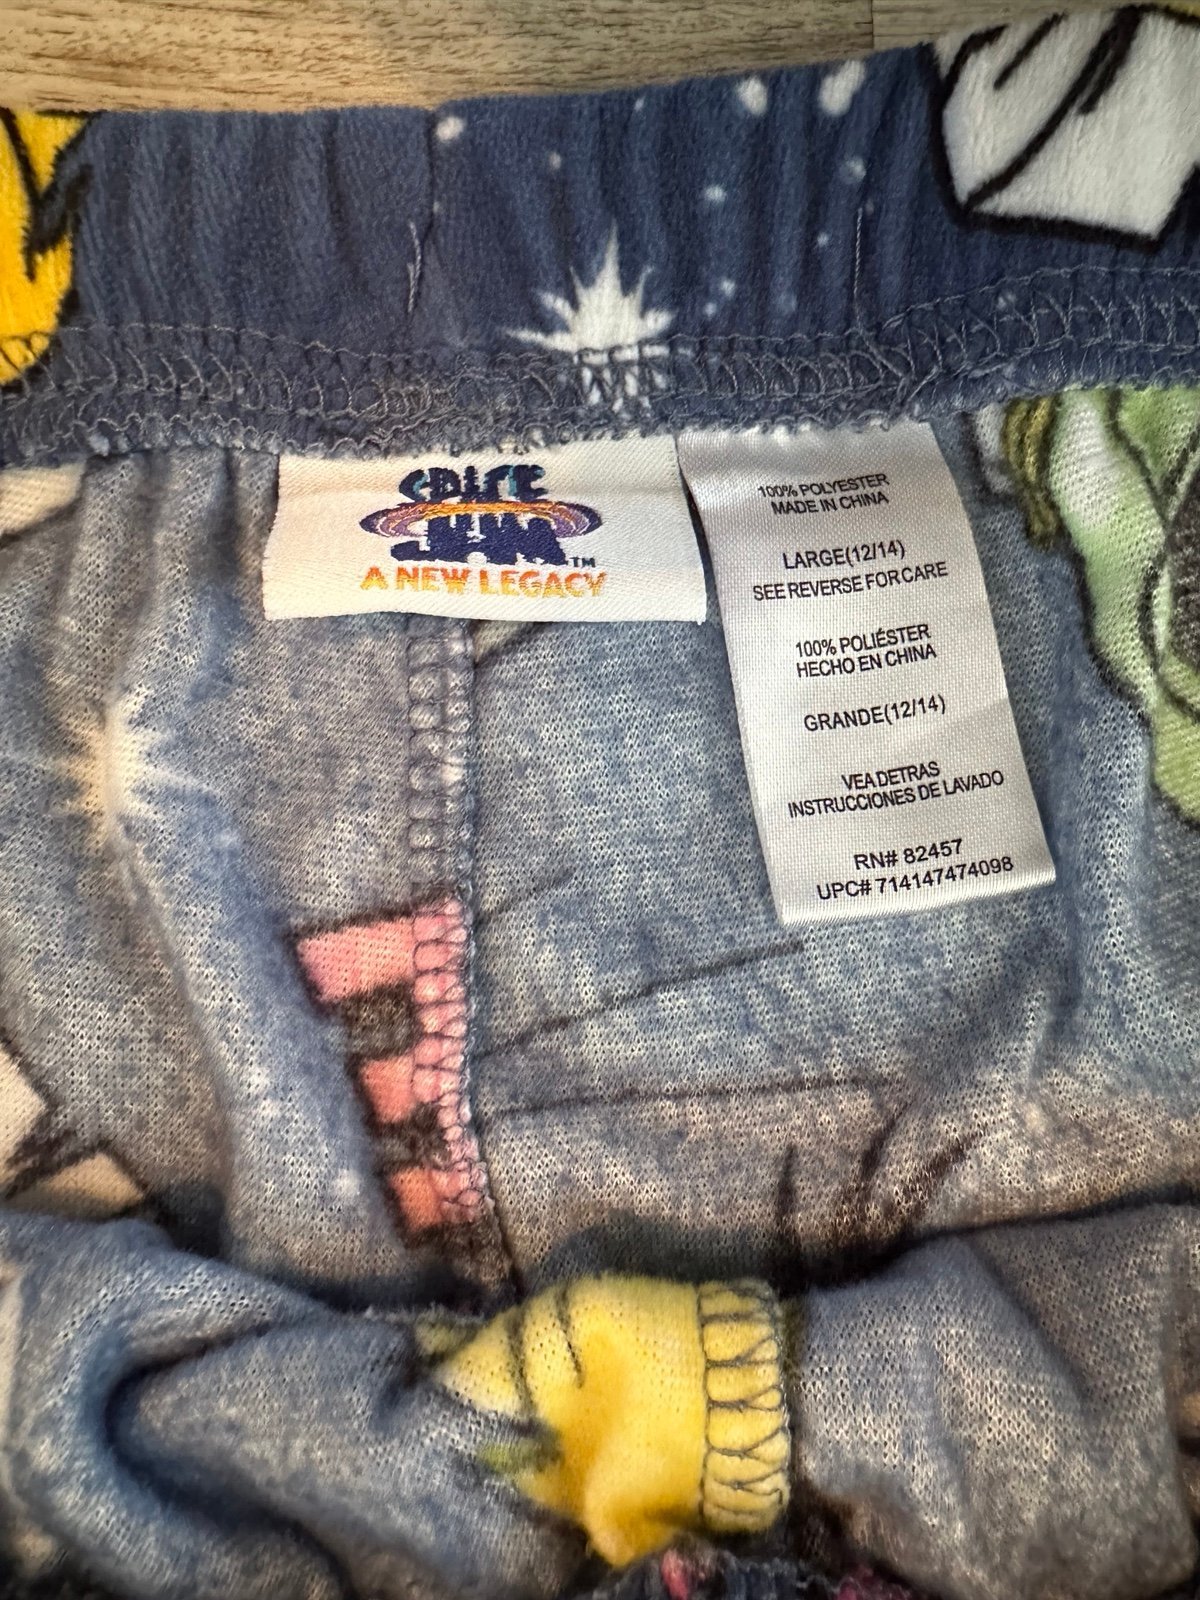 SPACE
JAM™
A NEW LEGACY
100% POLYESTER
MADE IN CHINA
LARGE(12/14)
SEE REVERSE FOR CARE
100% POLIÉSTER
HECHO EN CHINA
GRANDE(12/14)
VEA DETRAS
INSTRUCCIONES DE LAVADO
RN# 82457
UPC# 714147474098